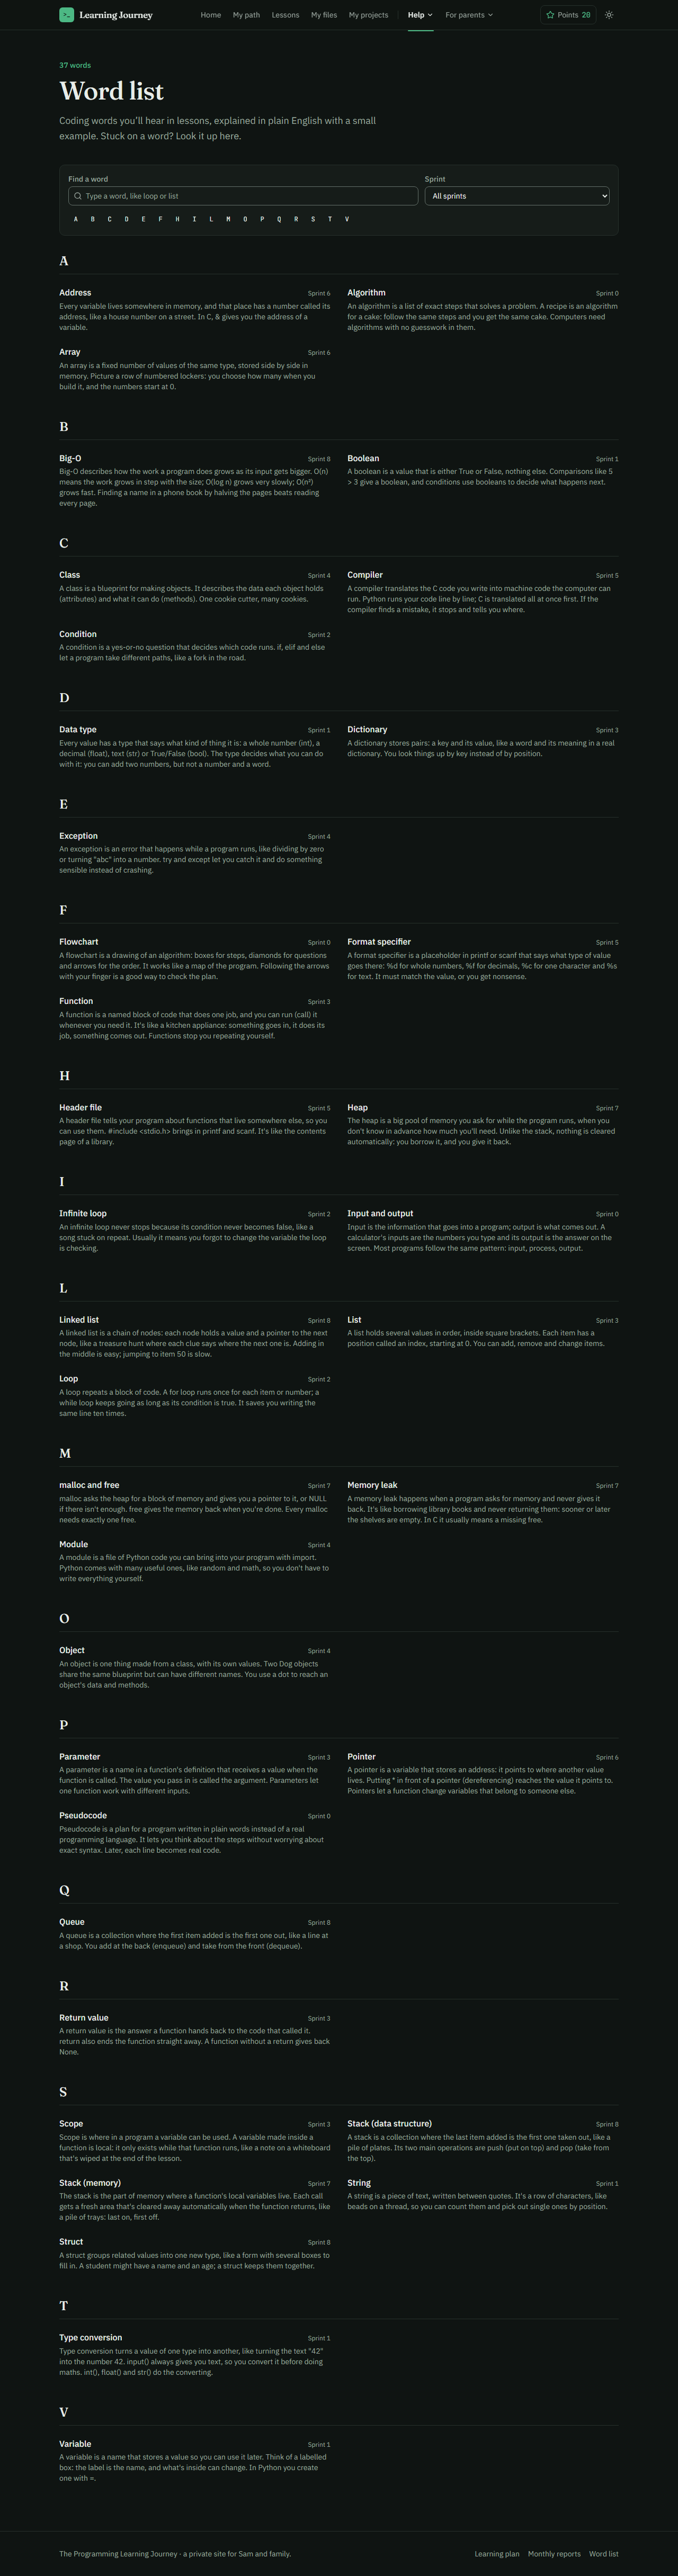 Learning Journey
Home
My path
Lessons
My files
My projects
Help
For parents
Points 20
37 words
Word list
Coding words you'll hear in lessons, explained in plain English with a small
example. Stuck on a word? Look it up here.
Find a word
Type a word, like loop or list
Sprint
All sprints
A B C D E F H I L M O P Q R S T V
A
Address
Sprint 6
Every variable lives somewhere in memory, and that place has a number called its
address, like a house number on a street. In C, & gives you the address of a
variable.
Algorithm
Sprint 0
An algorithm is a list of exact steps that solves a problem. A recipe is an algorithm
for a cake: follow the same steps and you get the same cake. Computers need
algorithms with no guesswork in them.
Array
Sprint 6
An array is a fixed number of values of the same type, stored side by side in
memory. Picture a row of numbered lockers: you choose how many when you
build it, and the numbers start at 0.
B
Big-O
Sprint 8
Big-O describes how the work a program does grows as its input gets bigger. O(n)
means the work grows in step with the size; O(log n) grows very slowly; O(n²)
grows fast. Finding a name in a phone book by halving the pages beats reading
every page.
Boolean
Sprint 1
A boolean is a value that is either True or False, nothing else. Comparisons like 5
> 3 give a boolean, and conditions use booleans to decide what happens next.
C
Class
Sprint 4
A class is a blueprint for making objects. It describes the data each object holds
(attributes) and what it can do (methods). One cookie cutter, many cookies.
Compiler
Sprint 5
A compiler translates the C code you write into machine code the computer can
run. Python runs your code line by line; C is translated all at once first. If the
compiler finds a mistake, it stops and tells you where.
Condition
Sprint 2
A condition is a yes-or-no question that decides which code runs. if, elif and else
let a program take different paths, like a fork in the road.
D
Data type
Sprint 1
Every value has a type that says what kind of thing it is: a whole number (int), a
decimal (float), text (str) or True/False (bool). The type decides what you can do
with it: you can add two numbers, but not a number and a word.
Dictionary
Sprint 3
A dictionary stores pairs: a key and its value, like a word and its meaning in a real
dictionary. You look things up by key instead of by position.
E
Exception
Sprint 4
An exception is an error that happens while a program runs, like dividing by zero
or turning "abc" into a number. try and except let you catch it and do something
sensible instead of crashing.
F
Flowchart
Sprint 0
A flowchart is a drawing of an algorithm: boxes for steps, diamonds for questions
and arrows for the order. It works like a map of the program. Following the arrows
with your finger is a good way to check the plan.
Format specifier
Sprint 5
A format specifier is a placeholder in printf or scanf that says what type of value
goes there: %d for whole numbers, %f for decimals, %c for one character and %s
for text. It must match the value, or you get nonsense.
Function
Sprint 3
A function is a named block of code that does one job, and you can run (call) it
whenever you need it. It's like a kitchen appliance: something goes in, it does its
job, something comes out. Functions stop you repeating yourself.
H
Header file
Sprint 5
A header file tells your program about functions that live somewhere else, so you
can use them. #include <stdio.h> brings in printf and scanf. It's like the contents
page of a library.
Heap
Sprint 7
The heap is a big pool of memory you ask for while the program runs, when you
don't know in advance how much you'll need. Unlike the stack, nothing is cleared
automatically: you borrow it, and you give it back.
I
Infinite loop
Sprint 2
An infinite loop never stops because its condition never becomes false, like a
song stuck on repeat. Usually it means you forgot to change the variable the loop
is checking.
Input and output
Sprint 0
Input is the information that goes into a program; output is what comes out. A
calculator's inputs are the numbers you type and its output is the answer on the
screen. Most programs follow the same pattern: input, process, output.
L
Linked list
Sprint 8
A linked list is a chain of nodes: each node holds a value and a pointer to the next
node, like a treasure hunt where each clue says where the next one is. Adding in
the middle is easy; jumping to item 50 is slow.
List
Sprint 3
A list holds several values in order, inside square brackets. Each item has a
position called an index, starting at 0. You can add, remove and change items.
Loop
Sprint 2
A loop repeats a block of code. A for loop runs once for each item or number; a
while loop keeps going as long as its condition is true. It saves you writing the
same line ten times.
M
malloc and free
Sprint 7
malloc asks the heap for a block of memory and gives you a pointer to it, or NULL
if there isn't enough. free gives the memory back when you're done. Every malloc
needs exactly one free.
Memory leak
Sprint 7
A memory leak happens when a program asks for memory and never gives it
back. It's like borrowing library books and never returning them: sooner or later
the shelves are empty. In C it usually means a missing free.
Module
Sprint 4
A module is a file of Python code you can bring into your program with import.
Python comes with many useful ones, like random and math, so you don't have to
write everything yourself.
O
Object
Sprint 4
An object is one thing made from a class, with its own values. Two Dog objects
share the same blueprint but can have different names. You use a dot to reach an
object's data and methods.
P
Parameter
Sprint 3
A parameter is a name in a function's definition that receives a value when the
function is called. The value you pass in is called the argument. Parameters let
one function work with different inputs.
Pointer
Sprint 6
A pointer is a variable that stores an address: it points to where another value
lives. Putting * in front of a pointer (dereferencing) reaches the value it points to.
Pointers let a function change variables that belong to someone else.
Pseudocode
Sprint 0
Pseudocode is a plan for a program written in plain words instead of a real
programming language. It lets you think about the steps without worrying about
exact syntax. Later, each line becomes real code.
Q
Queue
Sprint 8
A queue is a collection where the first item added is the first one out, like a line at
a shop. You add at the back (enqueue) and take from the front (dequeue).
R
Return value
Sprint 3
A return value is the answer a function hands back to the code that called it.
return also ends the function straight away. A function without a return gives back
None.
S
Scope
Sprint 3
Scope is where in a program a variable can be used. A variable made inside a
function is local: it only exists while that function runs, like a note on a whiteboard
that's wiped at the end of the lesson.
Stack (data structure)
Sprint 8
A stack is a collection where the last item added is the first one taken out, like a
pile of plates. Its two main operations are push (put on top) and pop (take from
the top).
Stack (memory)
Sprint 7
The stack is the part of memory where a function's local variables live. Each call
gets a fresh area that's cleared away automatically when the function returns, like
a pile of trays: last on, first off.
String
Sprint 1
A string is a piece of text, written between quotes. It's a row of characters, like
beads on a thread, so you can count them and pick out single ones by position.
Struct
Sprint 8
A struct groups related values into one new type, like a form with several boxes to
fill in. A student might have a name and an age; a struct keeps them together.
T
Type conversion
Sprint 1
Type conversion turns a value of one type into another, like turning the text "42"
into the number 42. input() always gives you text, so you convert it before doing
maths. int(), float() and str() do the converting.
V
Variable
Sprint 1
A variable is a name that stores a value so you can use it later. Think of a labelled
box: the label is the name, and what's inside can change. In Python you create
one with =.
The Programming Learning Journey · a private site for Sam and family.
Learning plan
Monthly reports
Word list